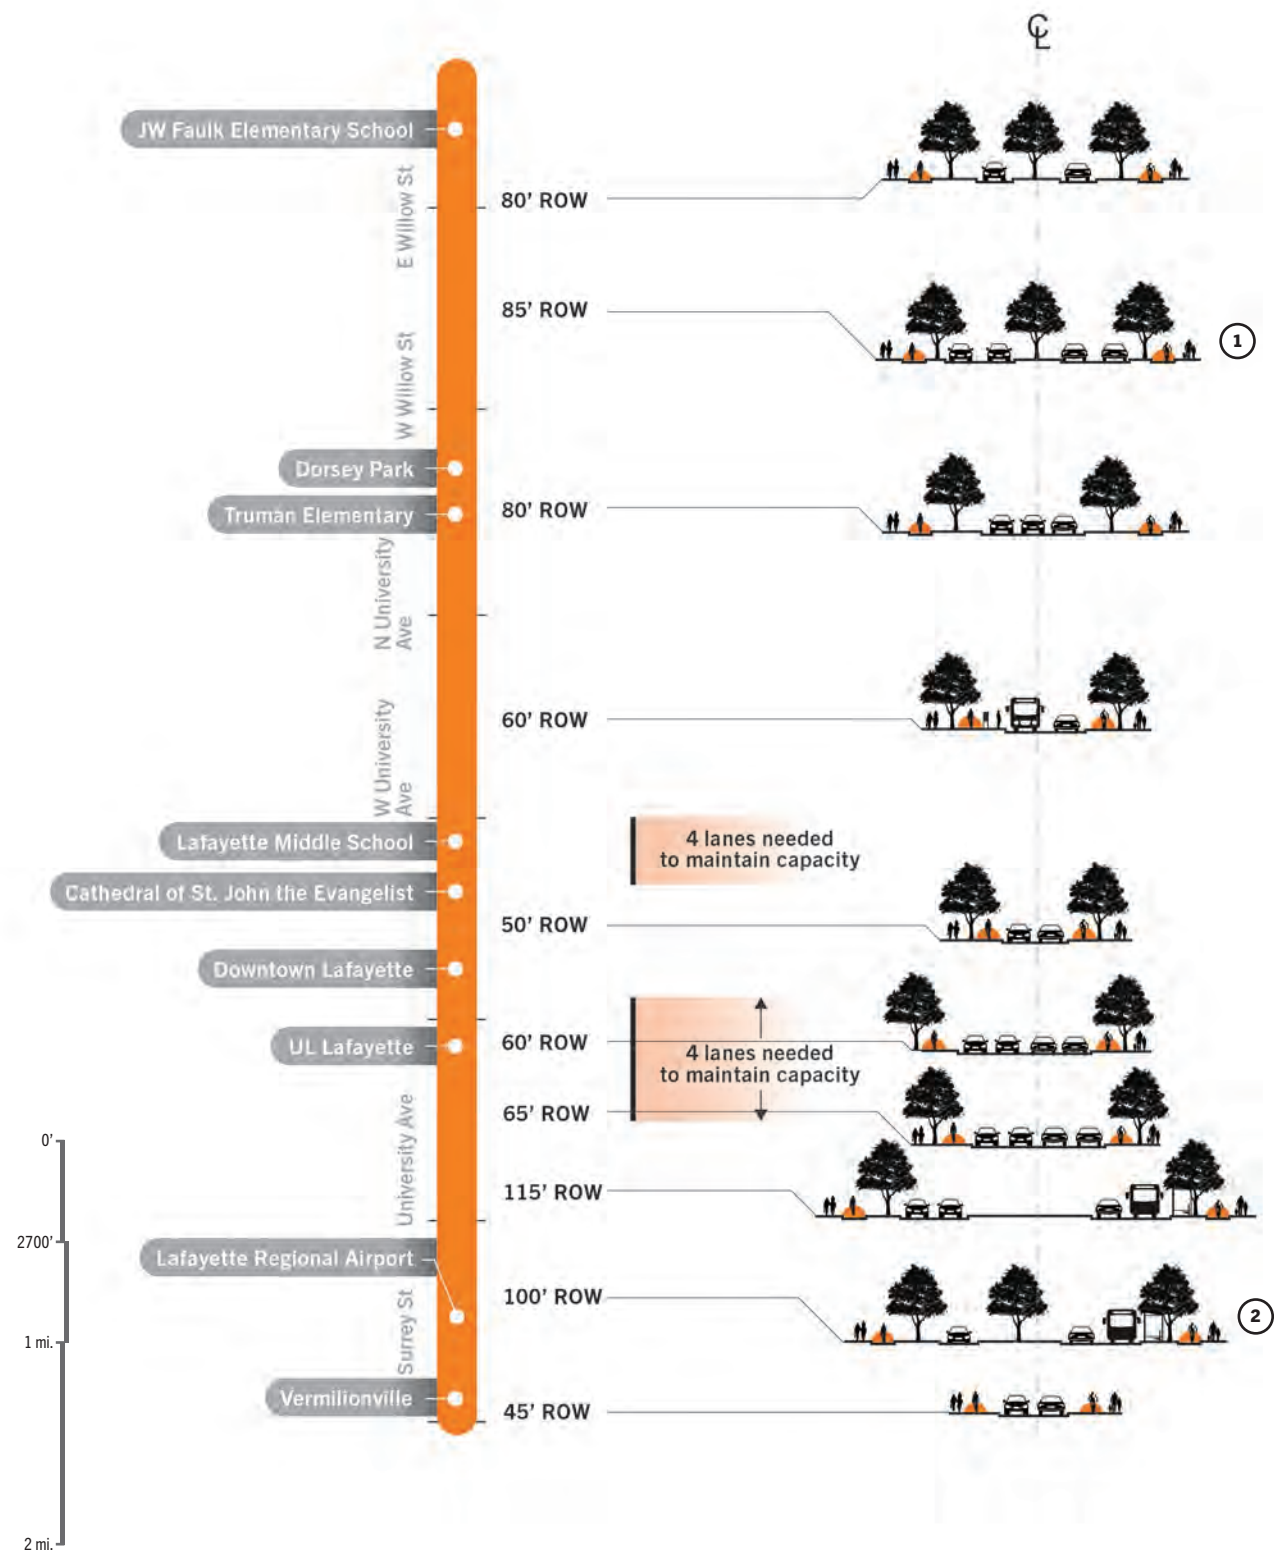 CL
JW Faulk Elementary School
E Willow St
80' ROW
85' ROW
1
W Willow St
Dorsey Park
Truman Elementary
80' ROW
N University
Ave
60' ROW
W University
Ave
Lafayette Middle School
4 lanes needed
to maintain capacity
Cathedral of St. John the Evangelist
50' ROW
Downtown Lafayette
UL Lafayette
60' ROW
4 lanes needed
to maintain capacity
65' ROW
University Ave
115' ROW
Lafayette Regional Airport
100' ROW
2
Surrey St
Vermilionville
45' ROW
0'
2700'
1 mi.
2 mi.